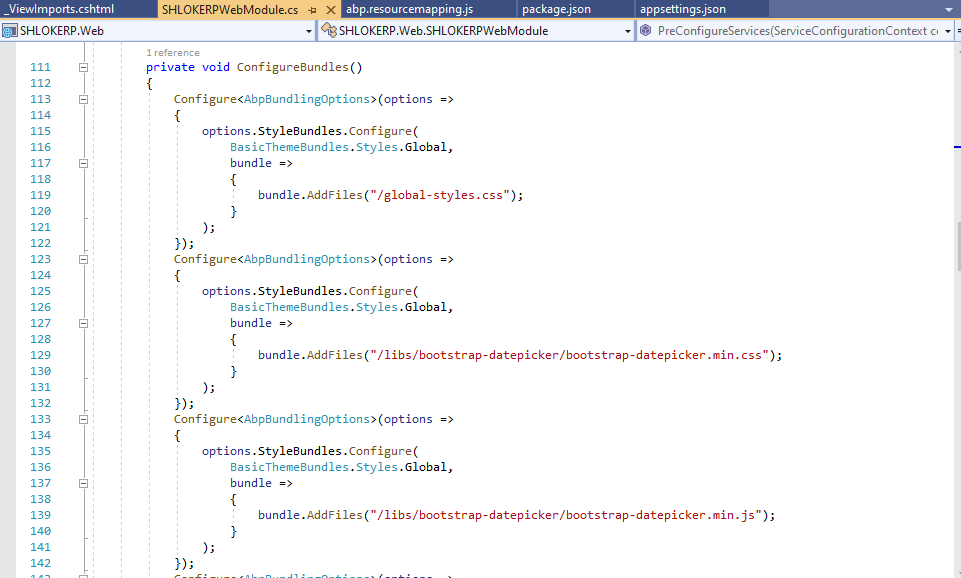 _ViewImports.cshtml SHLOKERPWebModule.cs abp.resourcemapping.js package.json appsettings.json
SHLOKERP.Web SHLOKERP.Web.SHLOKERPWebModule PreConfigureServices(ServiceConfigurationContext co
1 reference
111 private void ConfigureBundles()
112 {
113 Configure<AbpBundlingOptions>(options =>
114 {
115 options.StyleBundles.Configure(
116 BasicThemeBundles.Styles.Global,
117 bundle =>
118 {
119 bundle.AddFiles("/global-styles.css");
120 }
121 );
122 });
123 Configure<AbpBundlingOptions>(options =>
124 {
125 options.StyleBundles.Configure(
126 BasicThemeBundles.Styles.Global,
127 bundle =>
128 {
129 bundle.AddFiles("/libs/bootstrap-datepicker/bootstrap-datepicker.min.css");
130 }
131 );
132 });
133 Configure<AbpBundlingOptions>(options =>
134 {
135 options.StyleBundles.Configure(
136 BasicThemeBundles.Styles.Global,
137 bundle =>
138 {
139 bundle.AddFiles("/libs/bootstrap-datepicker/bootstrap-datepicker.min.js");
140 }
141 );
142 });
143 Configure<AbpBundlingOptions>(options =>